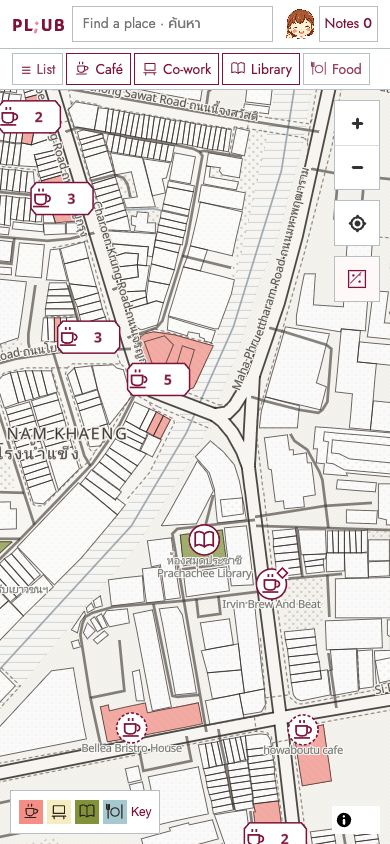 PL;UB
Find a place · ค้นหา
Notes 0
List
Café
Co-work
Library
Food
Sawat Road ถนนนี้จงสวัสดิ์
2
3
Charoen Krung Road
Maha Phruettharam Road ถนนมหาพฤฒาราม
3
5
NAM KHAENG
โรงน้ำแข็ง
ห้องสมุดประชาชี
Prachachee Library
Irvin Brew And Beat
Bellea Bristro House
howaboutu cafe
Key
2